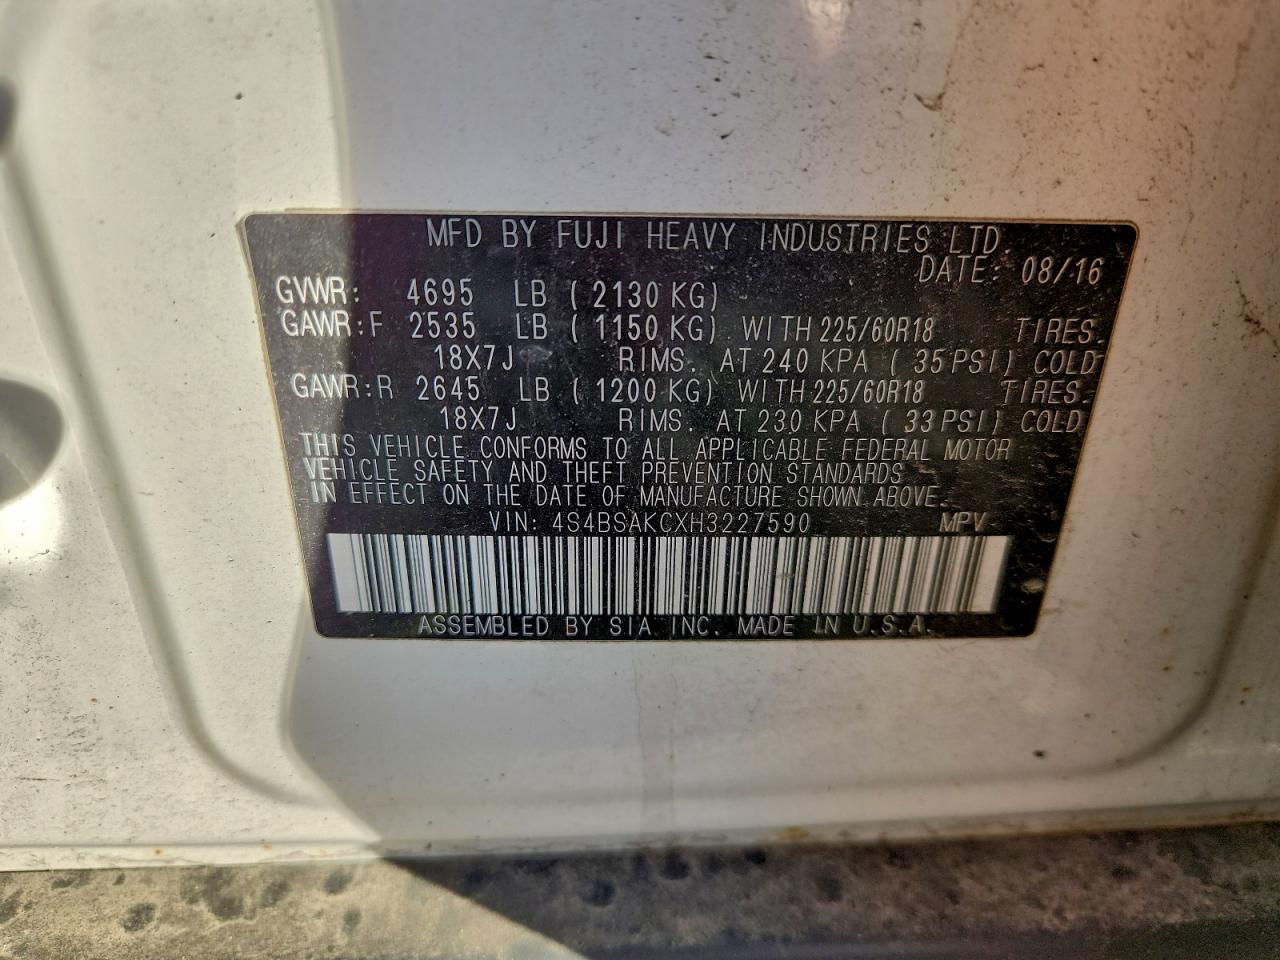 MFD BY FUJI HEAVY INDUSTRIES LTD.
DATE: 08/16
GVWR: 4695 LB ( 2130 KG)
GAWR:F 2535 LB ( 1150 KG) WITH 225/60R18 TIRES.
18X7J RIMS. AT 240 KPA ( 35 PSI) COLD
GAWR:R 2645 LB ( 1200 KG) WITH 225/60R18 TIRES.
18X7J RIMS. AT 230 KPA ( 33 PSI) COLD
THIS VEHICLE CONFORMS TO ALL APPLICABLE FEDERAL MOTOR
VEHICLE SAFETY AND THEFT PREVENTION STANDARDS
IN EFFECT ON THE DATE OF MANUFACTURE SHOWN ABOVE.
VIN: 4S4BSAKCXH3227590 MPV
ASSEMBLED BY SIA INC. MADE IN U.S.A.